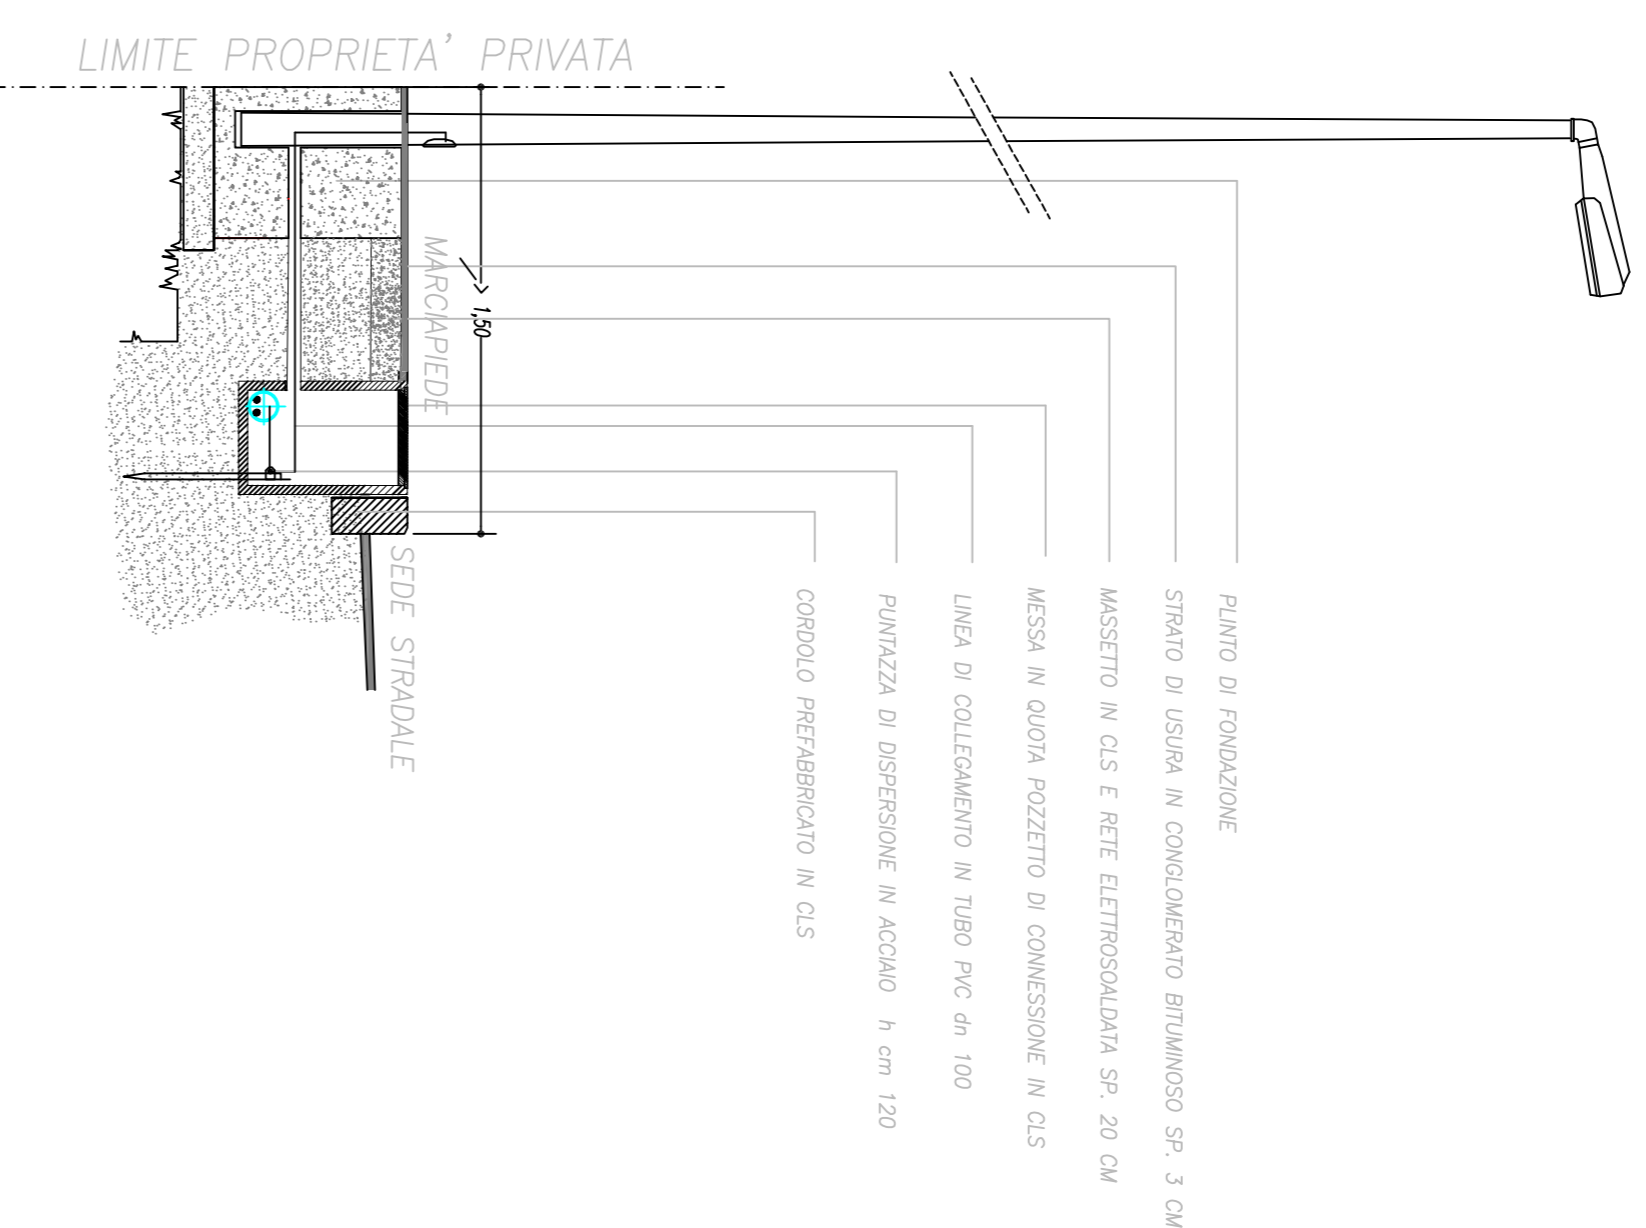 LIMITE PROPRIETA' PRIVATA
MARCIAPIEDE
> 1,50
SEDE STRADALE
PLINTO DI FONDAZIONE
STRATO DI USURA IN CONGLOMERATO BITUMINOSO SP. 3 CM
MASSETTO IN CLS E RETE ELETTROSOALDATA SP. 20 CM
MESSA IN QUOTA POZZETTO DI CONNESSIONE IN CLS
LINEA DI COLLEGAMENTO IN TUBO PVC dn 100
PUNTAZZA DI DISPERSIONE IN ACCIAIO h cm 120
CORDOLO PREFABBRICATO IN CLS